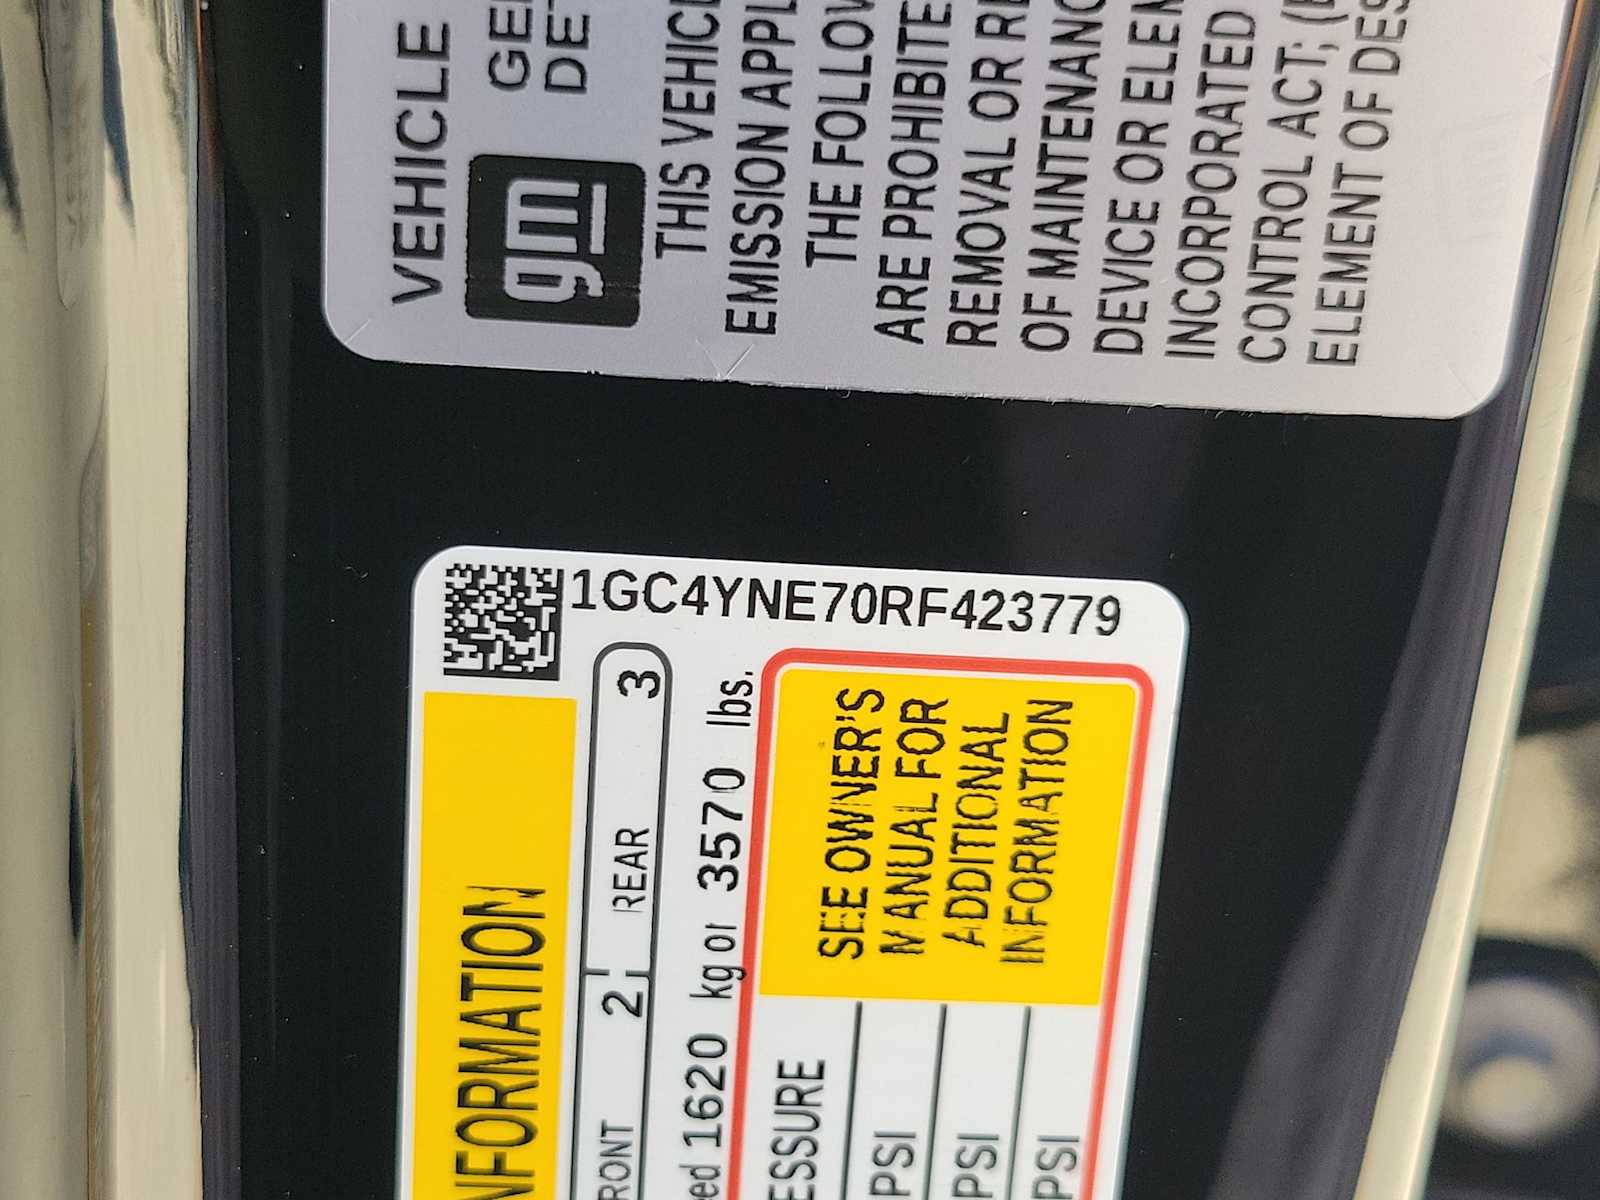 VEHICLE
gm
GE
DE
THIS VEHICL
EMISSION APPL
THE FOLLOW
ARE PROHIBITE
REMOVAL OR RE
OF MAINTENANC
DEVICE OR ELEM
INCORPORATED
CONTROL ACT; (
ELEMENT OF DES
1GC4YNE70RF423779
NFORMATION
RONT 2 REAR 3
ed 1620 kg or 3570 lbs.
ESSURE
PSI
PSI
PSI
SEE OWNER'S
MANUAL FOR
ADDITIONAL
INFORMATION